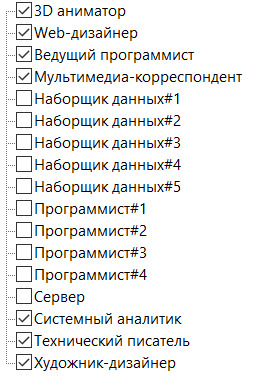 3D аниматор
Web-дизайнер
Ведущий программист
Мультимедиа-корреспондент
Наборщик данных#1
Наборщик данных#2
Наборщик данных#3
Наборщик данных#4
Наборщик данных#5
Программист#1
Программист#2
Программист#3
Программист#4
Сервер
Системный аналитик
Технический писатель
Художник-дизайнер